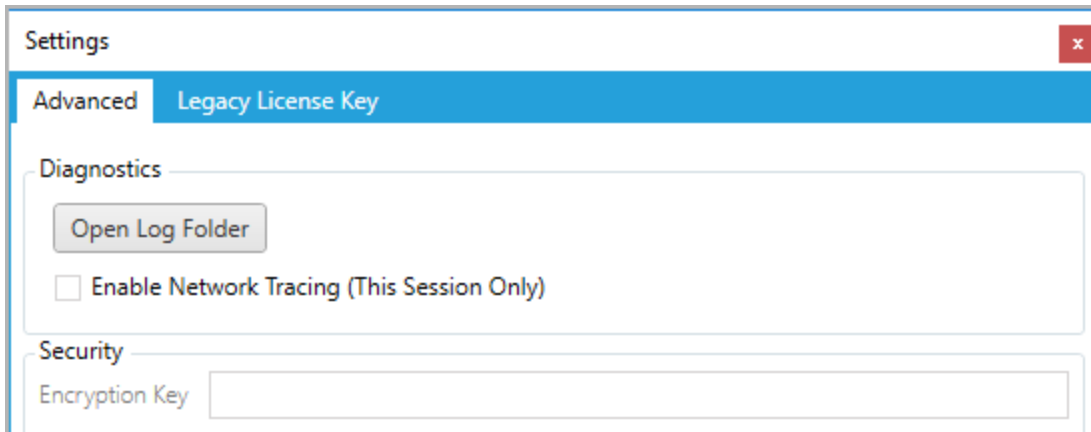 Settings
x
Advanced Legacy License Key
Diagnostics
Open Log Folder
Enable Network Tracing (This Session Only)
Security
Encryption Key